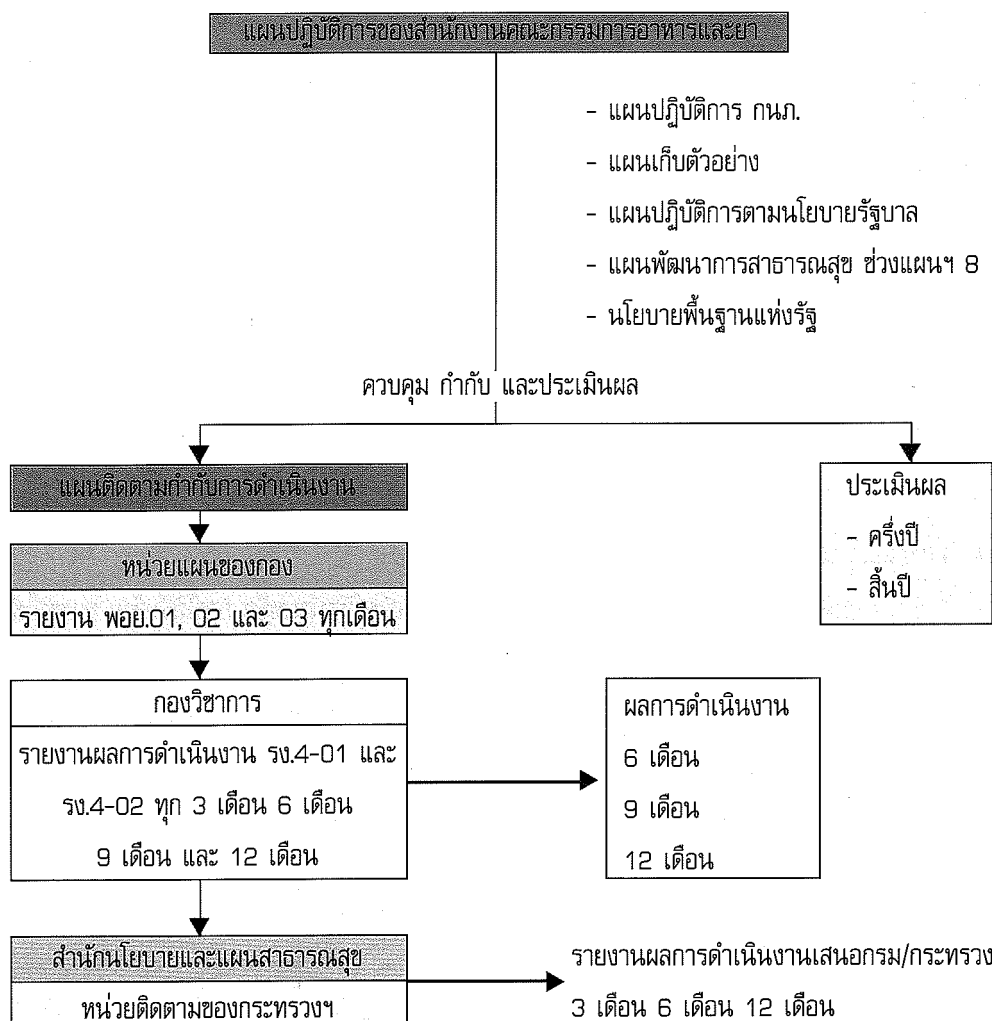 แผนปฏิบัติการของสำนักงานคณะกรรมการอาหารและยา
- แผนปฏิบัติการ กนภ.
- แผนเก็บตัวอย่าง
- แผนปฏิบัติการตามนโยบายรัฐบาล
- แผนพัฒนาการสาธารณสุข ช่วงแผนฯ 8
- นโยบายพื้นฐานแห่งรัฐ
ควบคุม กำกับ และประเมินผล
แผนติดตามกำกับการดำเนินงาน
ประเมินผล
- ครึ่งปี
- สิ้นปี
หน่วยแผนของกอง
รายงาน พอย.01, 02 และ 03 ทุกเดือน
กองวิชาการ
รายงานผลการดำเนินงาน รง.4-01 และ
รง.4-02 ทุก 3 เดือน 6 เดือน
9 เดือน และ 12 เดือน
ผลการดำเนินงาน
6 เดือน
9 เดือน
12 เดือน
สำนักนโยบายและแผนสาธารณสุข
หน่วยติดตามของกระทรวงฯ
รายงานผลการดำเนินงานเสนอกรม/กระทรวง
3 เดือน 6 เดือน 12 เดือน